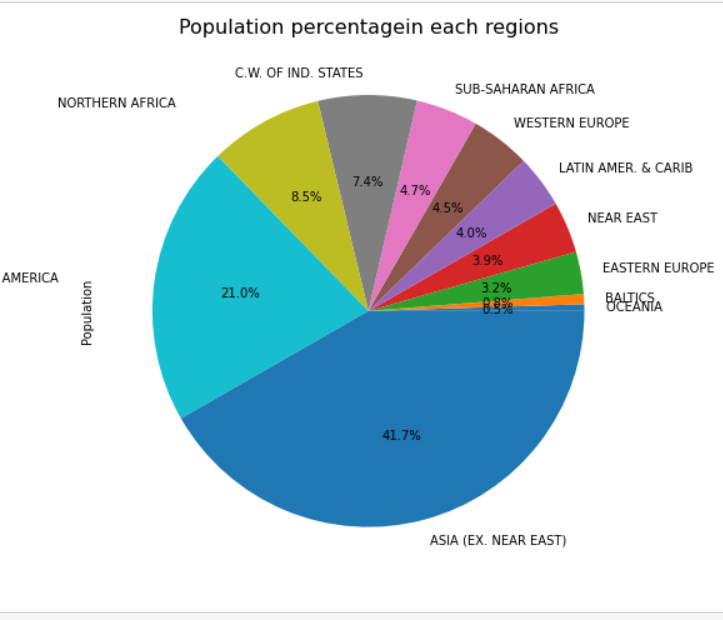 Population percentagein each regions
C.W. OF IND. STATES
SUB-SAHARAN AFRICA
NORTHERN AFRICA
WESTERN EUROPE
LATIN AMER. & CARIB
7.4%
4.7%
8.5%
4.5%
NEAR EAST
4.0%
3.9%
EASTERN EUROPE
AMERICA
3.2%
21.0%
BALTICS
0.8%
OCEANIA
0.5%
Population
41.7%
ASIA (EX. NEAR EAST)